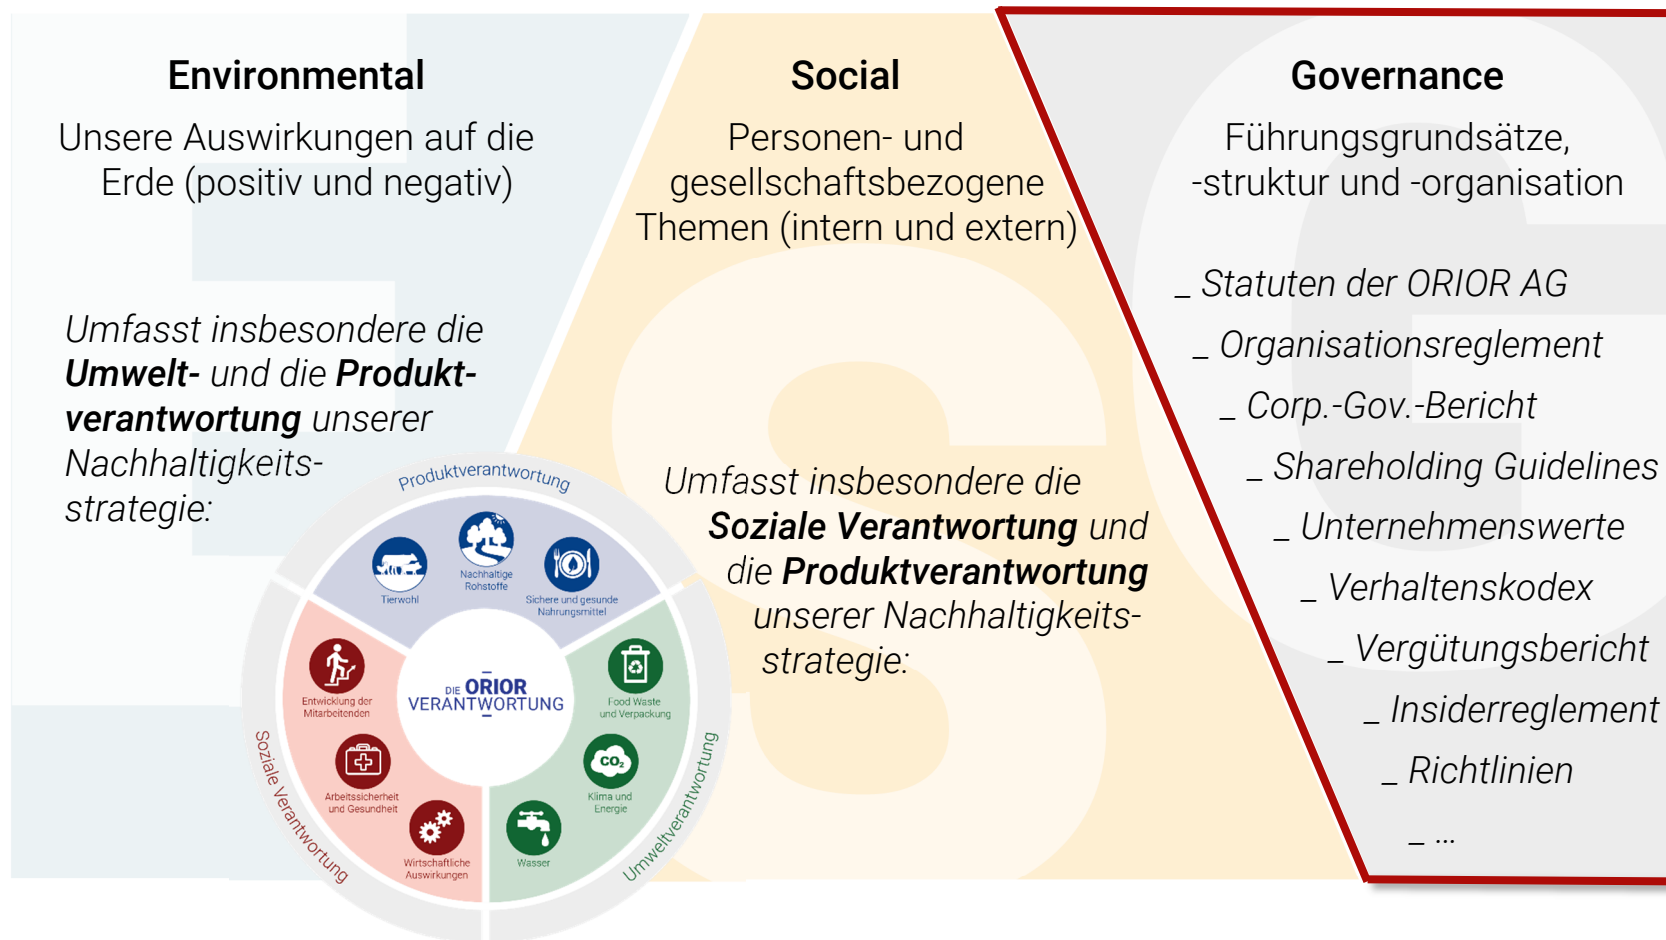 Environmental
Unsere Auswirkungen auf die
Erde (positiv und negativ)
Umfasst insbesondere die
Umwelt- und die Produkt-
verantwortung unserer
Nachhaltigkeits-
strategie:
Social
Personen- und
gesellschaftsbezogene
Themen (intern und extern)
Umfasst insbesondere die
Soziale Verantwortung und
die Produktverantwortung
unserer Nachhaltigkeits-
strategie:
Governance
Führungsgrundsätze,
-struktur und -organisation
_ Statuten der ORIOR AG
_ Organisationsreglement
_ Corp.-Gov.-Bericht
_ Shareholding Guidelines
_ Unternehmenswerte
_ Verhaltenskodex
_ Vergütungsbericht
_ Insiderreglement
_ Richtlinien
_ ...
Produktverantwortung
Tierwohl
Nachhaltige
Rohstoffe
Sichere und gesunde
Nahrungsmittel
DIE ORIOR
VERANTWORTUNG
Entwicklung der
Mitarbeitenden
Arbeitssicherheit
und Gesundheit
Wirtschaftliche
Auswirkungen
Soziale Verantwortung
Food Waste
und Verpackung
CO₂
Klima und
Energie
Wasser
Umweltverantwortung
E
S
G